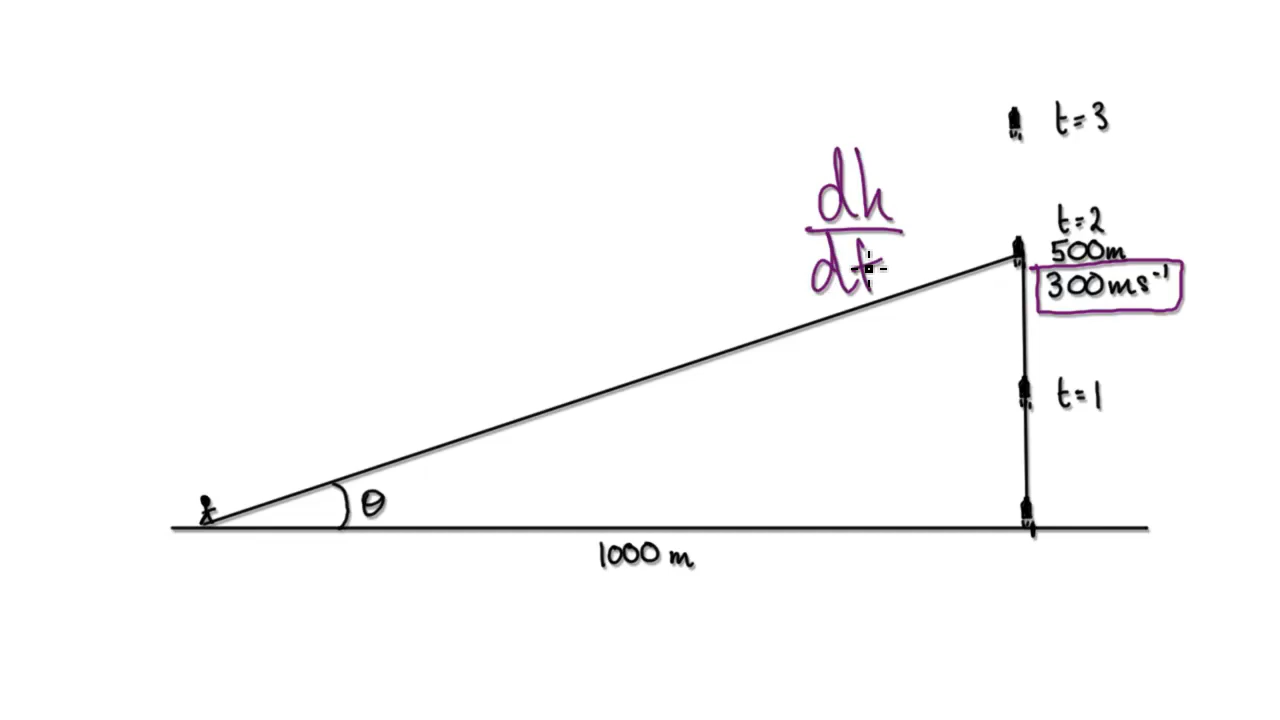 t=3
dh
dt
t=2
500m
300ms⁻¹
t=1
θ
1000 m